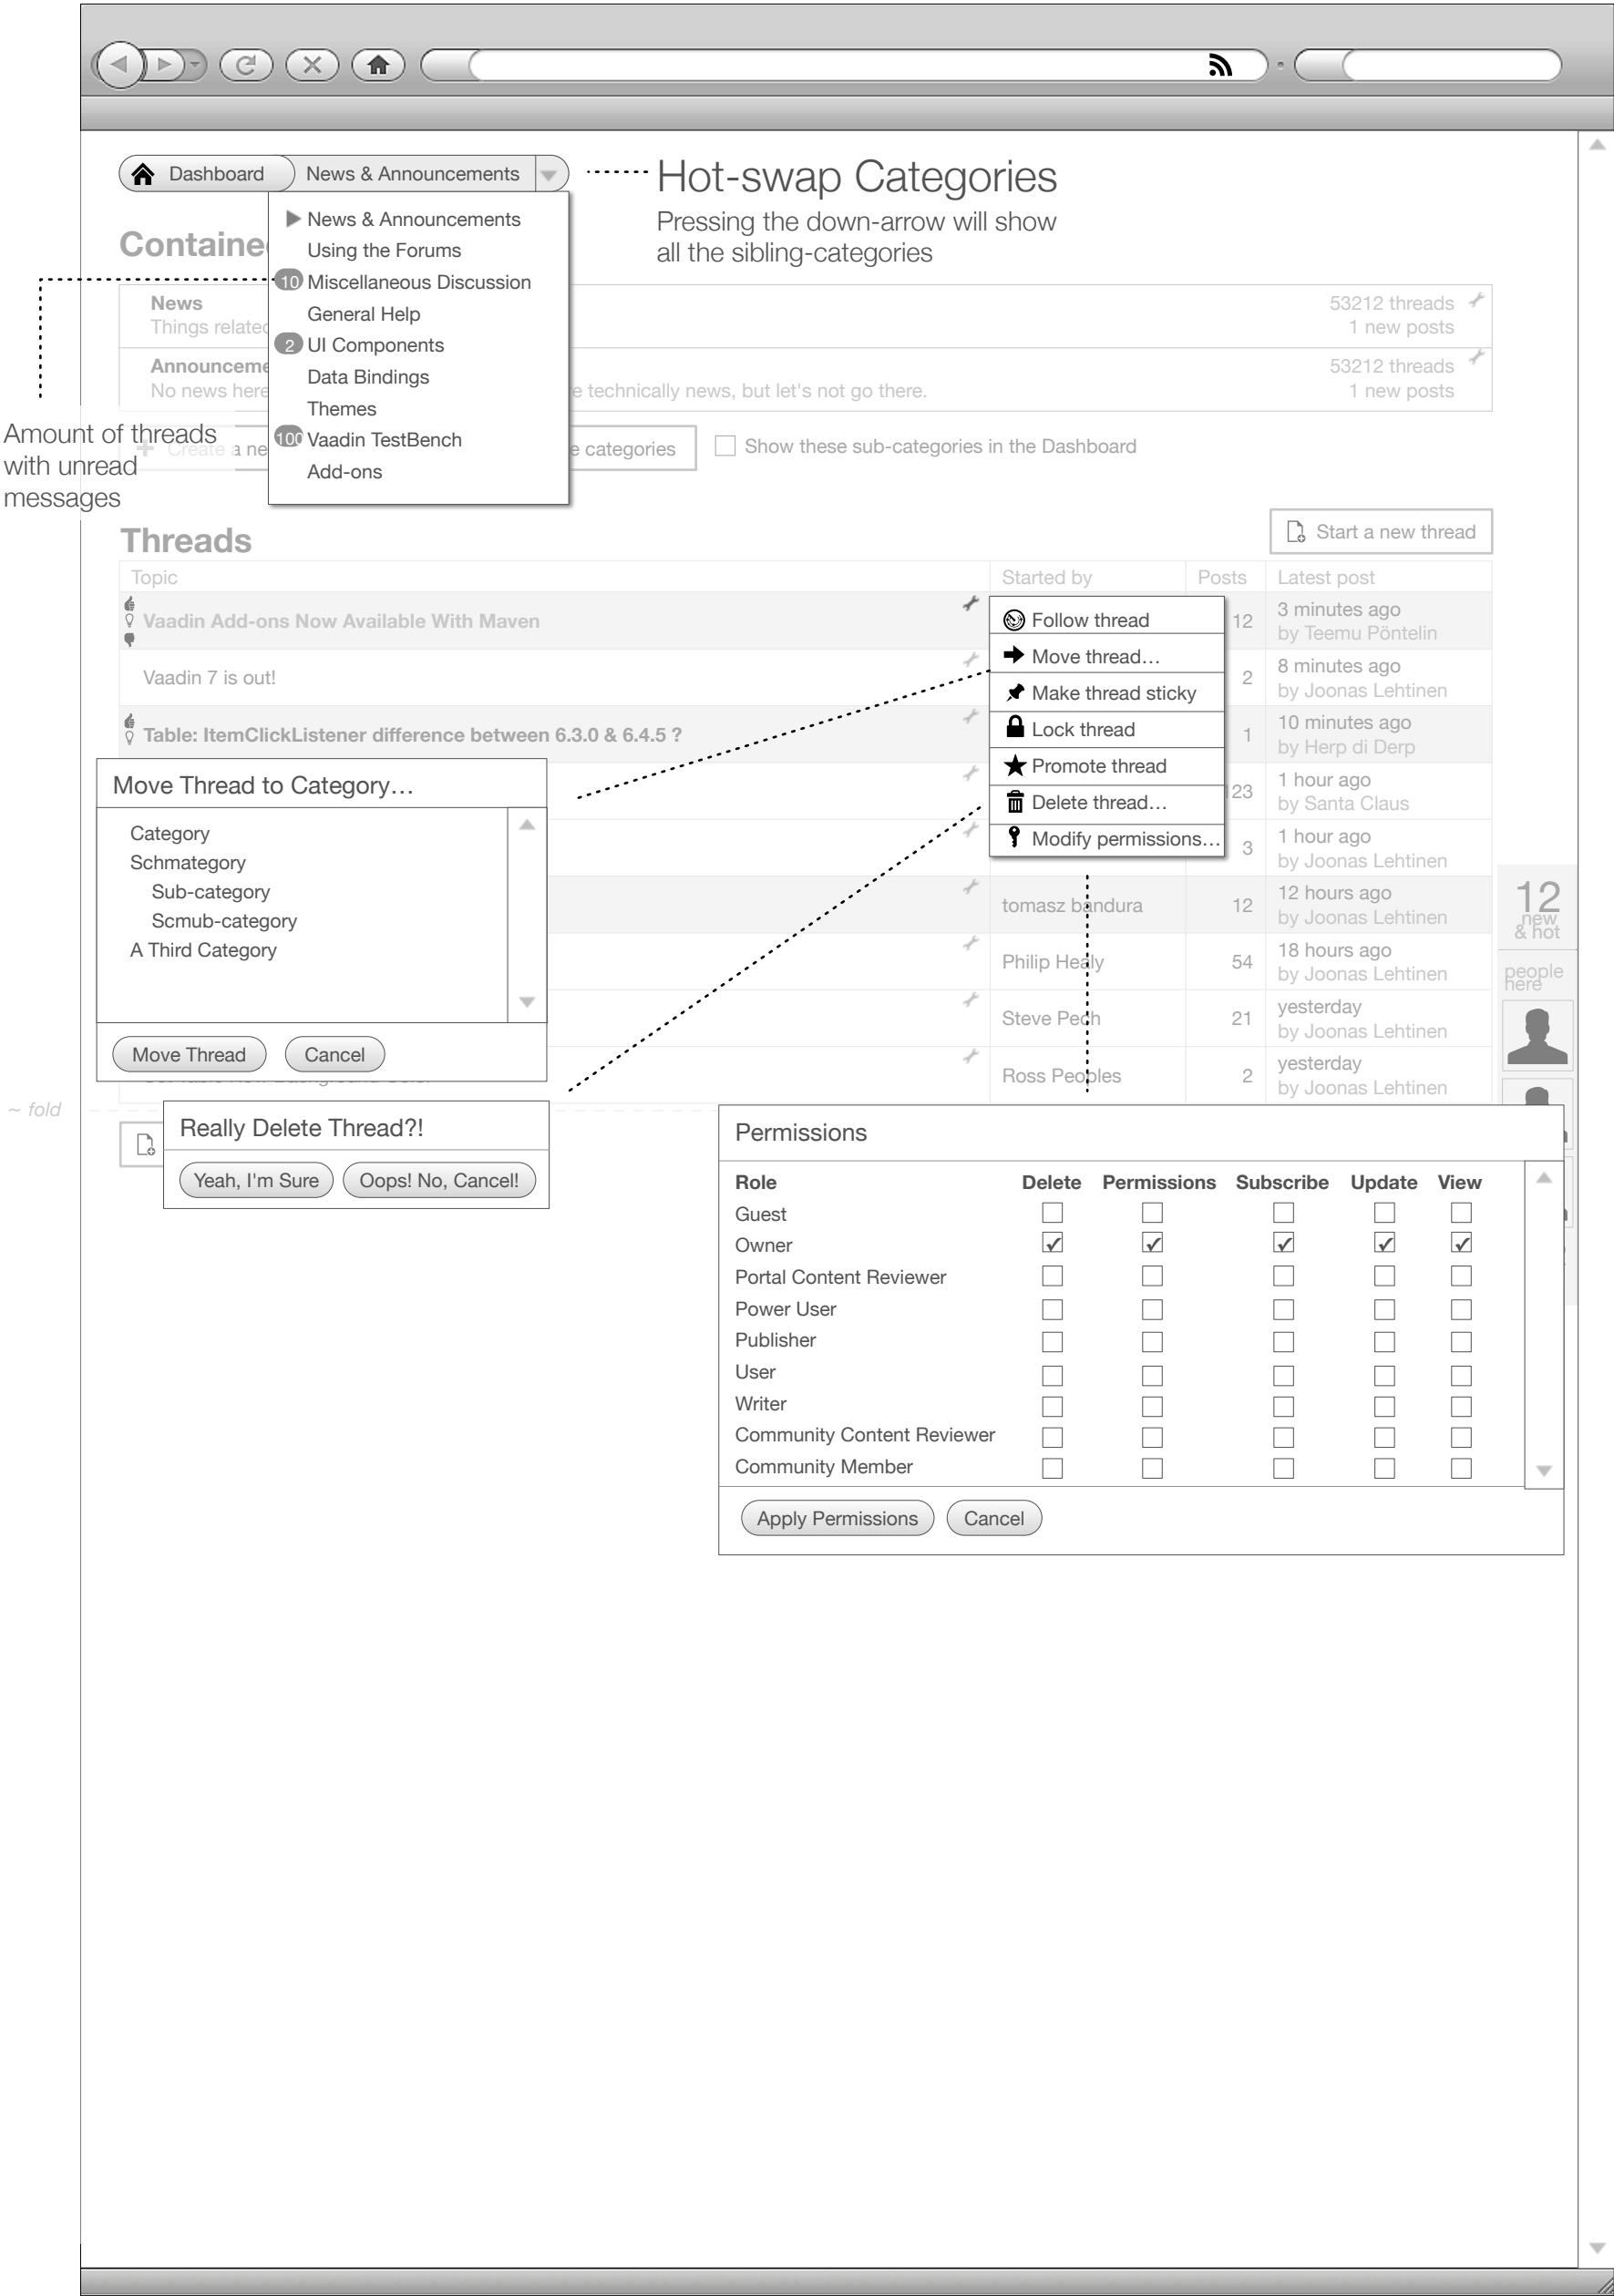 Dashboard
News & Announcements
Hot-swap Categories
Pressing the down-arrow will show
all the sibling-categories
News & Announcements
Using the Forums
10 Miscellaneous Discussion
General Help
2 UI Components
Data Bindings
Themes
100 Vaadin TestBench
Add-ons
News
Things related
53212 threads
1 new posts
No news here
technically news, but let's not go there.
53212 threads
1 new posts
Amount of threads
with unread
messages
Create a
categories
Show these sub-categories in the Dashboard
Threads
Start a new thread
Topic Started by Posts Latest post
Vaadin Add-ons Now Available With Maven 12 3 minutes ago
by Teemu Pöntelin
Vaadin 7 is out! 2 8 minutes ago
by Joonas Lehtinen
Table: ItemClickListener difference between 6.3.0 & 6.4.5 ? 1 10 minutes ago
by Herp di Derp
23 1 hour ago
by Santa Claus
3 1 hour ago
by Joonas Lehtinen
tomasz bandura 12 12 hours ago
by Joonas Lehtinen
Philip Healy 54 18 hours ago
by Joonas Lehtinen
Steve Pech 21 yesterday
by Joonas Lehtinen
Ross Peoples 2 yesterday
by Joonas Lehtinen
Follow thread
Move thread...
Make thread sticky
Lock thread
Promote thread
Delete thread...
Modify permissions...
Move Thread to Category...
Category
Schmategory
Sub-category
Scmub-category
A Third Category
Move Thread
Cancel
12
new
& hot
people
here
~ fold
Really Delete Thread?!
Yeah, I'm Sure
Oops! No, Cancel!
Permissions
Role Delete Permissions Subscribe Update View
Guest
Owner
Portal Content Reviewer
Power User
Publisher
User
Writer
Community Content Reviewer
Community Member
Apply Permissions
Cancel